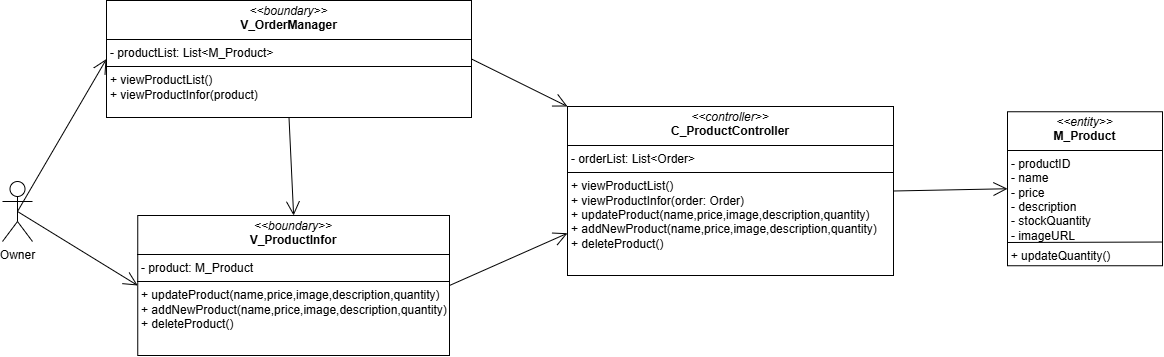 <<boundary>>
V_OrderManager
- productList: List<M_Product>
+ viewProductList()
+ viewProductInfor(product)
Owner
<<boundary>>
V_ProductInfor
- product: M_Product
+ updateProduct(name,price,image,description,quantity)
+ addNewProduct(name,price,image,description,quantity)
+ deleteProduct()
<<controller>>
C_ProductController
- orderList: List<Order>
+ viewProductList()
+ viewProductInfor(order: Order)
+ updateProduct(name,price,image,description,quantity)
+ addNewProduct(name,price,image,description,quantity)
+ deleteProduct()
<<entity>>
M_Product
- productID
- name
- price
- description
- stockQuantity
- imageURL
+ updateQuantity()